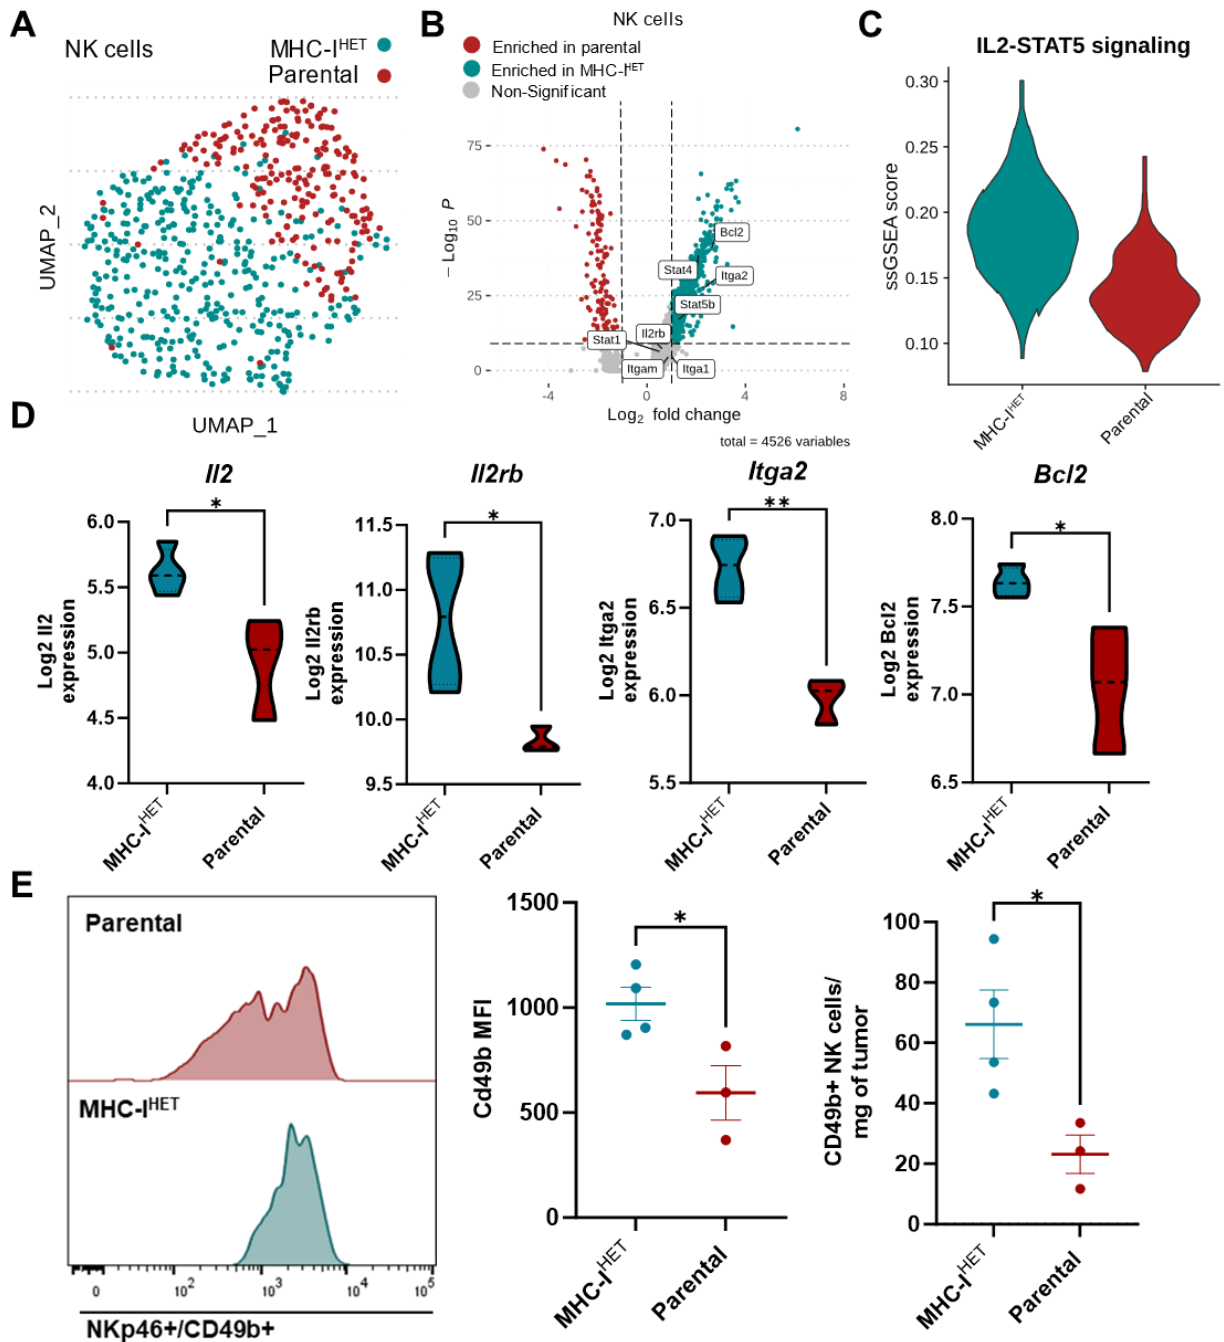 A
NK cells
MHC-I^HET
Parental
UMAP_2
UMAP_1
B
NK cells
Enriched in parental
Enriched in MHC-I^HET
Non-Significant
− Log10 P
75
50
25
0
Bcl2
Stat4
Itga2
Stat5b
Il2rb
Stat1
Itgam
Itga1
-4
0
4
8
Log2 fold change
total = 4526 variables
C
IL2-STAT5 signaling
ssGSEA score
0.30
0.25
0.20
0.15
0.10
MHC-I^HET
Parental
D
Il2
*
Log2 Il2
expression
6.0
5.5
5.0
4.5
4.0
MHC-I^HET
Parental
Il2rb
*
Log2 Il2rb
expression
11.5
11.0
10.5
10.0
9.5
MHC-I^HET
Parental
Itga2
**
Log2 Itga2
expression
7.0
6.5
6.0
5.5
MHC-I^HET
Parental
Bcl2
*
Log2 Bcl2
expression
8.0
7.5
7.0
6.5
MHC-I^HET
Parental
E
Parental
MHC-I^HET
0 10^2 10^3 10^4 10^5
NKp46+/CD49b+
Cd49b MFI
1500
1000
500
0
*
MHC-I^HET
Parental
CD49b+ NK cells/
mg of tumor
100
80
60
40
20
0
*
MHC-I^HET
Parental